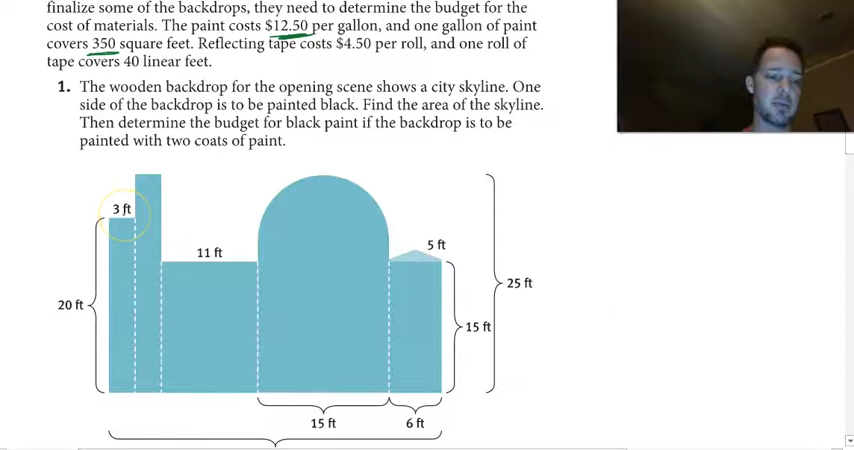 finalize some of the backdrops, they need to determine the budget for the
cost of materials. The paint costs $12.50 per gallon, and one gallon of paint
covers 350 square feet. Reflecting tape costs $4.50 per roll, and one roll of
tape covers 40 linear feet.
1. The wooden backdrop for the opening scene shows a city skyline. One
side of the backdrop is to be painted black. Find the area of the skyline.
Then determine the budget for black paint if the backdrop is to be
painted with two coats of paint.
3 ft
5 ft
11 ft
25 ft
20 ft
15 ft
15 ft
6 ft